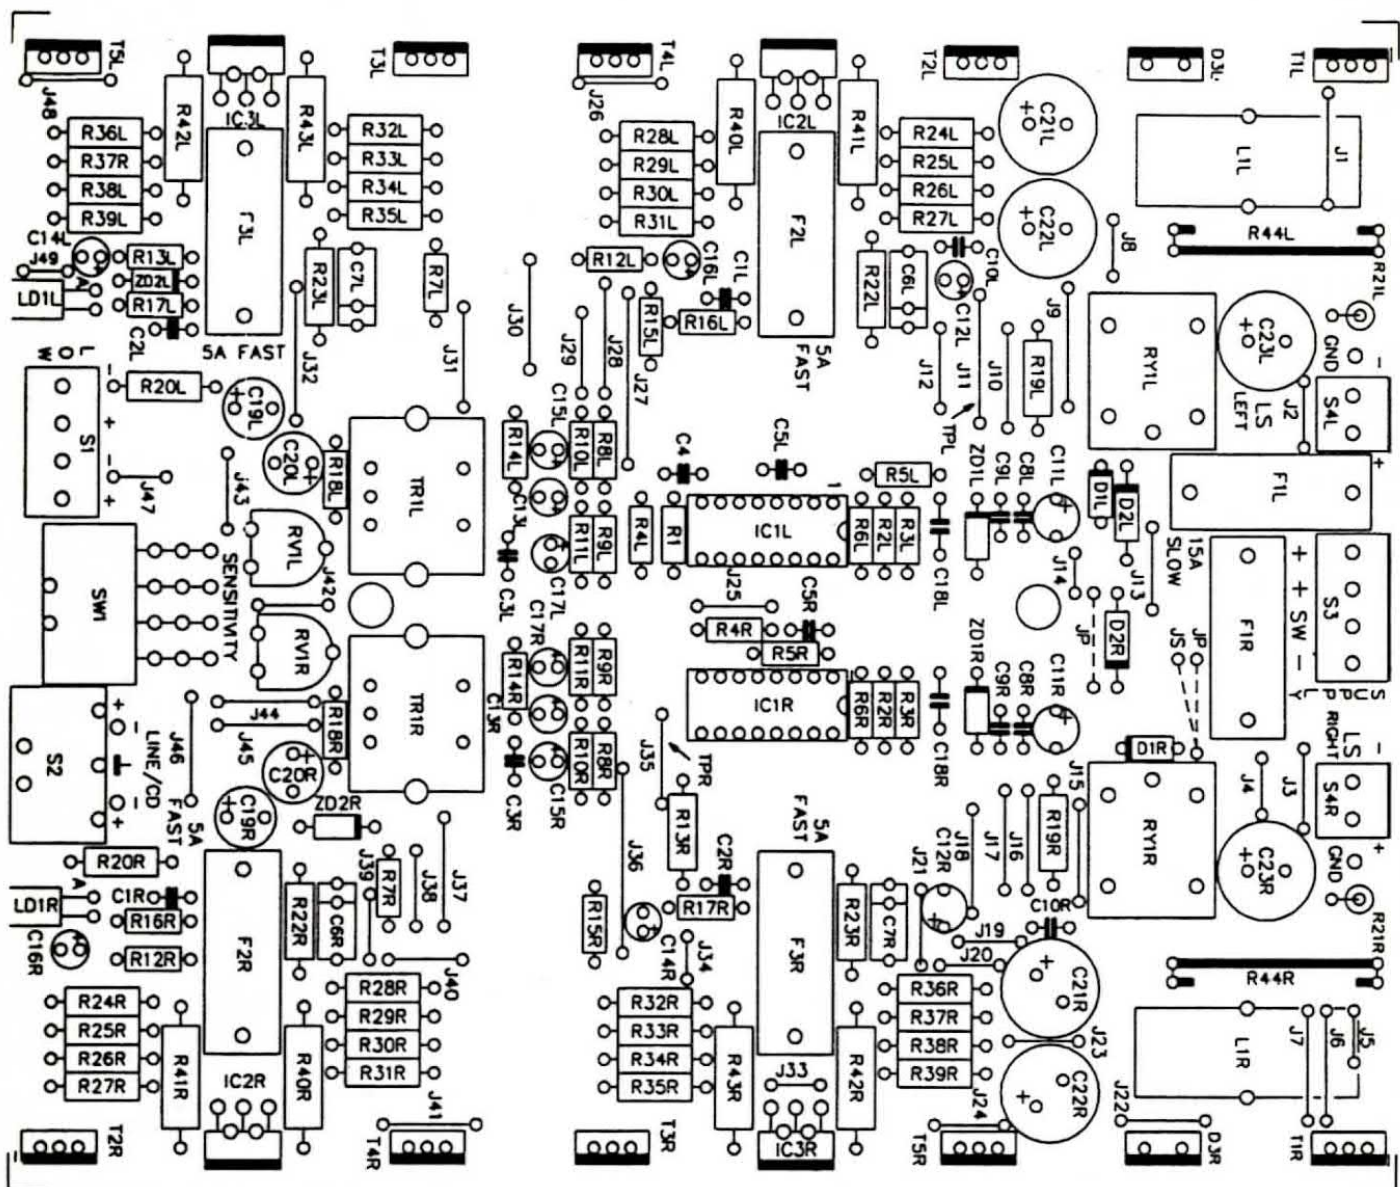 T5L
T3L
T4L
T2L
D3L
T1L
J48
R42L
IC3L
R43L
J26
R40L
IC2L
R41L
C21L
L1L
J1
R36L
R37R
R38L
R39L
R32L
R33L
R34L
R35L
R28L
R29L
R30L
R31L
R24L
R25L
R26L
R27L
C22L
F3L
F2L
C14L
J49
R13L
ZD2L
R17L
A
LD1L
C2L
R23L
C7L
R7L
J30
R12L
C16L
C1L
R15L
R16L
R22L
C6L
C10L
C12L
J8
R44L
R21L
5A FAST
J32
J31
J29
J28
J27
5A
FAST
J12
J11
J10
R19L
J9
RY1L
C23L
GND
LOW
-
R20L
C19L
LS
LEFT
J2
S4L
-
+
S1
+
-
+
J47
J43
C20L
R18L
TR1L
R14L
C15L
R10L
R8L
C4
C5L
R5L
TPL
ZD1L
C9L
C8L
C11L
D1L
D2L
F1L
C13L
R11L
R9L
R4L
R1
1
IC1L
R6L
R2L
R3L
C18L
SW1
SENSITIVITY
RV1L
J42
C3L
C17L
J14
J13
15A
SLOW
F1R
+ + SW -
S3
SUPPLY
J25
R4R
C5R
R5R
JP
D2R
JS
JP
RV1R
TR1R
C17R
R14R
R11R
R9R
IC1R
R6R
R2R
R3R
C18R
ZD1R
C9R
C8R
C11R
S2
+
-
LINE/CD
-
+
J46
J44
J45
R18R
C20R
C13R
C3R
C15R
R10R
R8R
J35
TPR
D1R
RIGHT
LS
-
+
S4R
J4
J3
5A
FAST
C19R
ZD2R
J36
R13R
5A
FAST
J21
C12R
J18
J17
J16
R19R
J15
RY1R
C23R
GND
R20R
A
LD1R
C1R
R16R
C16R
R12R
F2R
R22R
C6R
J39
R7R
J38
J37
R15R
C2R
R17R
C14R
J34
F3R
R23R
C7R
C10R
J19
J20
R21R
R44R
J40
R24R
R25R
R26R
R27R
R28R
R29R
R30R
R31R
R32R
R33R
R34R
R35R
R36R
R37R
R38R
R39R
C21R
J23
C22R
L1R
J7
J6
J5
R41R
IC2R
R40R
J41
R43R
J33
R42R
IC3R
J24
J22
T2R
T4R
T3R
T5R
D3R
T1R